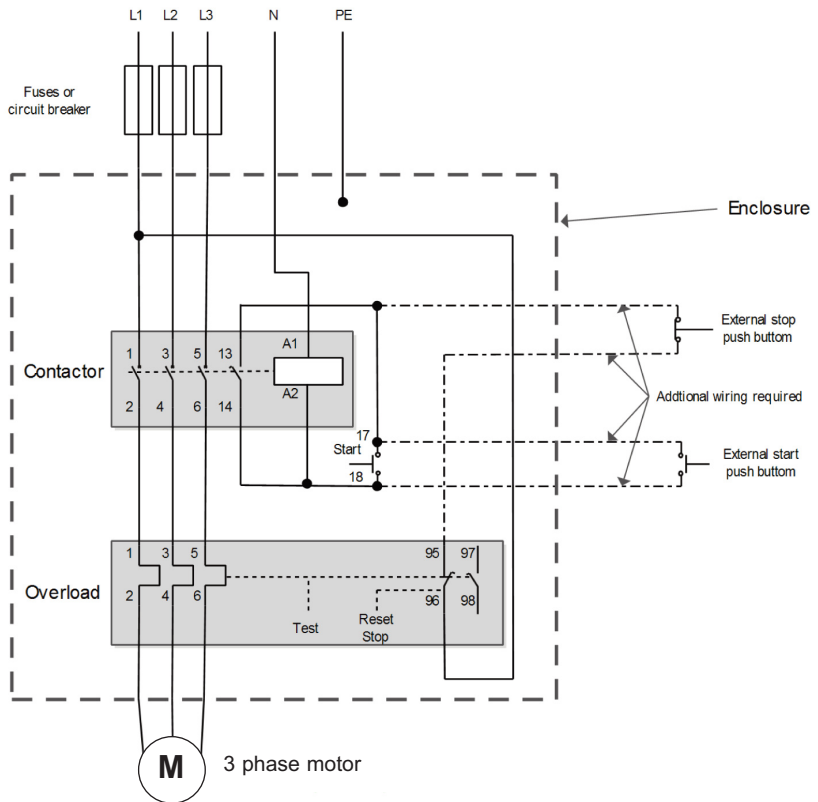 L1 L2 L3 N PE
Fuses or
circuit breaker
Enclosure
External stop
push buttom
1 3 5 13 A1
Contactor
A2
2 4 6 14
Addtional wiring required
17
Start
18
External start
push buttom
1 3 5 95 97
Overload
2 4 6 96 98
Test
Reset
Stop
M
3 phase motor